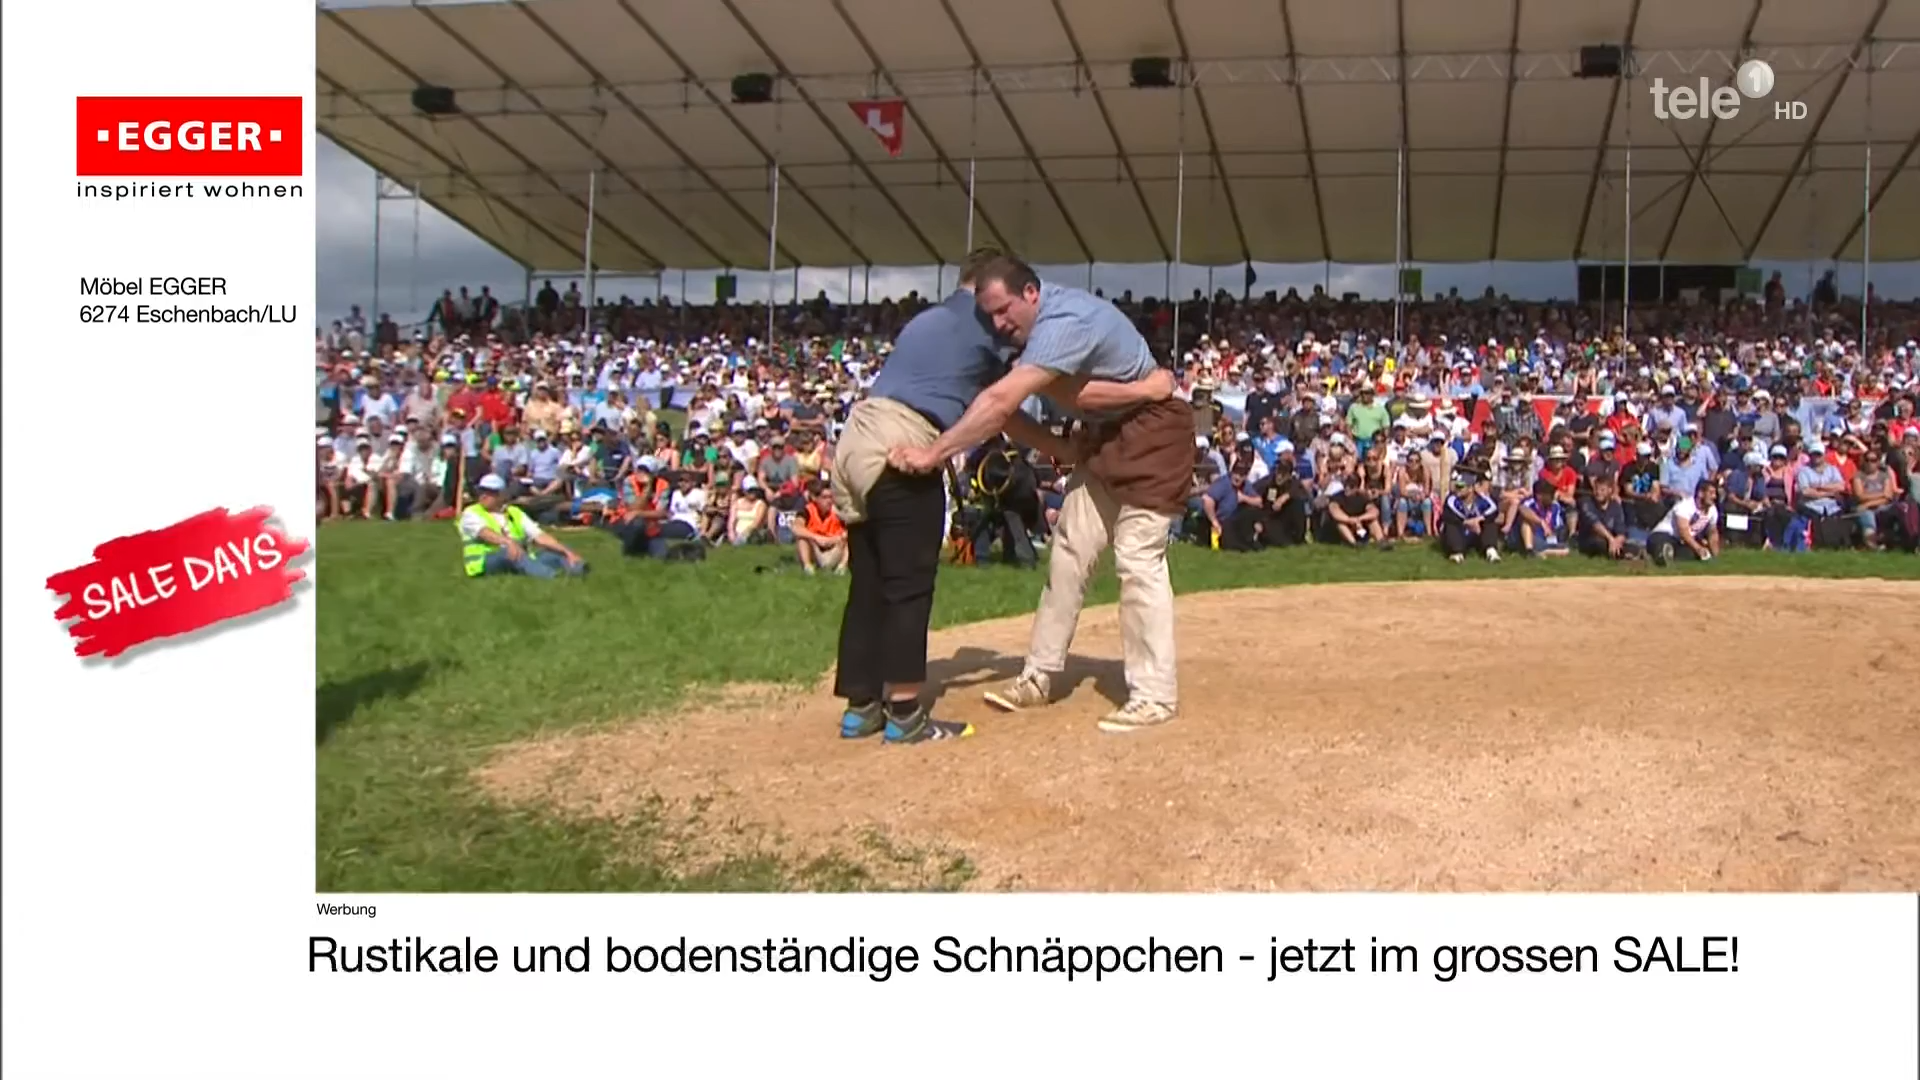 EGGER
inspiriert wohnen
Möbel EGGER
6274 Eschenbach/LU
SALE DAYS
tele 1 HD
Werbung
Rustikale und bodenständige Schnäppchen - jetzt im grossen SALE!